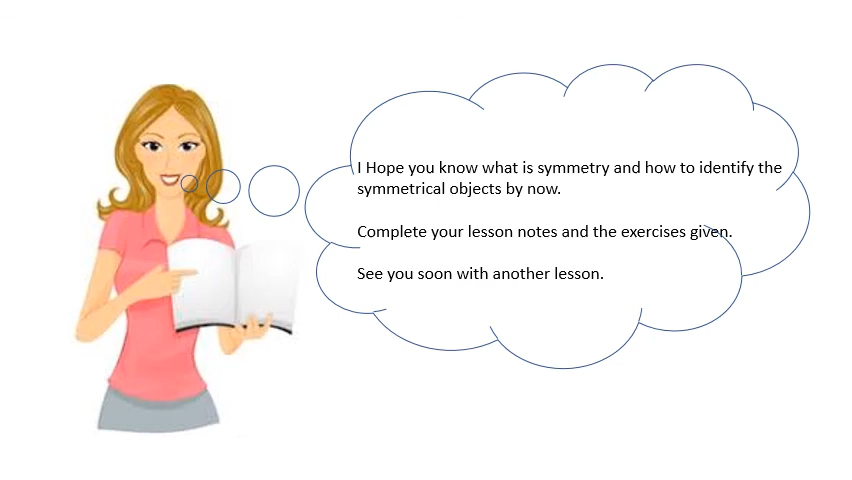 I Hope you know what is symmetry and how to identify the
symmetrical objects by now.
Complete your lesson notes and the exercises given.
See you soon with another lesson.